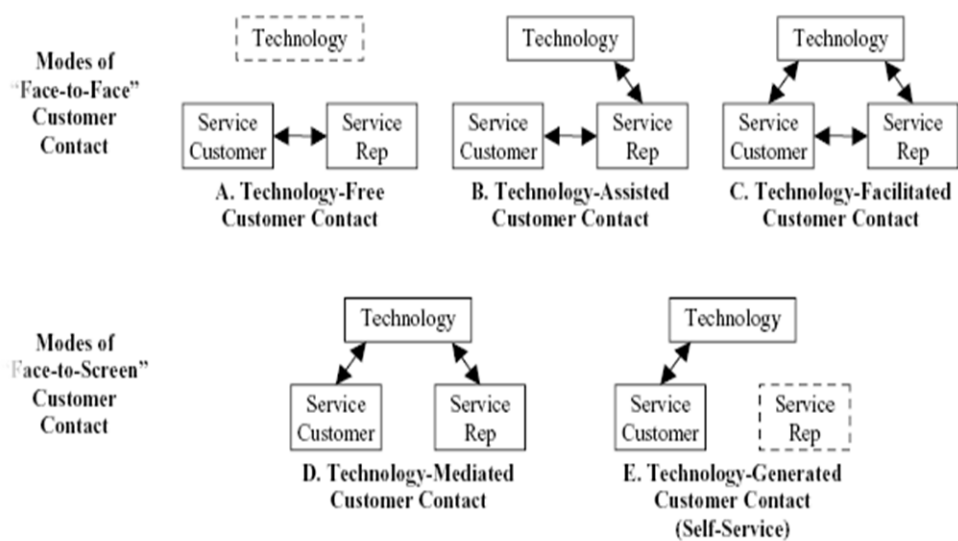 Modes of
"Face-to-Face"
Customer
Contact
Technology
Service
Customer
Service
Rep
A. Technology-Free
Customer Contact
Technology
Service
Customer
Service
Rep
B. Technology-Assisted
Customer Contact
Technology
Service
Customer
Service
Rep
C. Technology-Facilitated
Customer Contact
Modes of
"Face-to-Screen"
Customer
Contact
Technology
Service
Customer
Service
Rep
D. Technology-Mediated
Customer Contact
Technology
Service
Customer
Service
Rep
E. Technology-Generated
Customer Contact
(Self-Service)